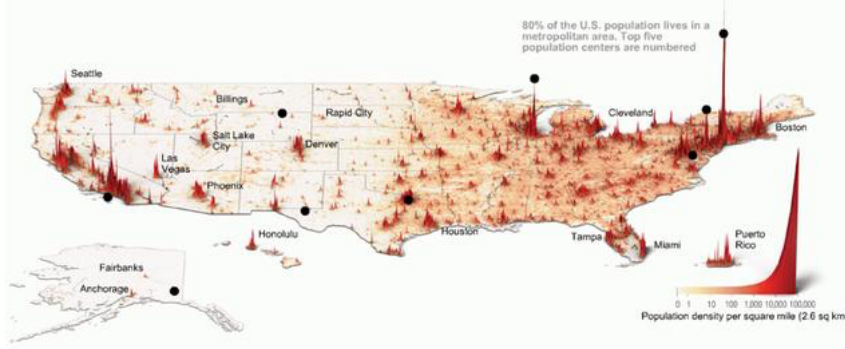 80% of the U.S. population lives in a
metropolitan area. Top five
population centers are numbered
Seattle
Billings
Rapid City
Cleveland
Boston
Salt Lake
City
Denver
Las
Vegas
Phoenix
Honolulu
Houston
Tampa
Miami
Puerto
Rico
Fairbanks
Anchorage
0 1 10 100 1,000 10,000 100,000
Population density per square mile (2.6 sq km